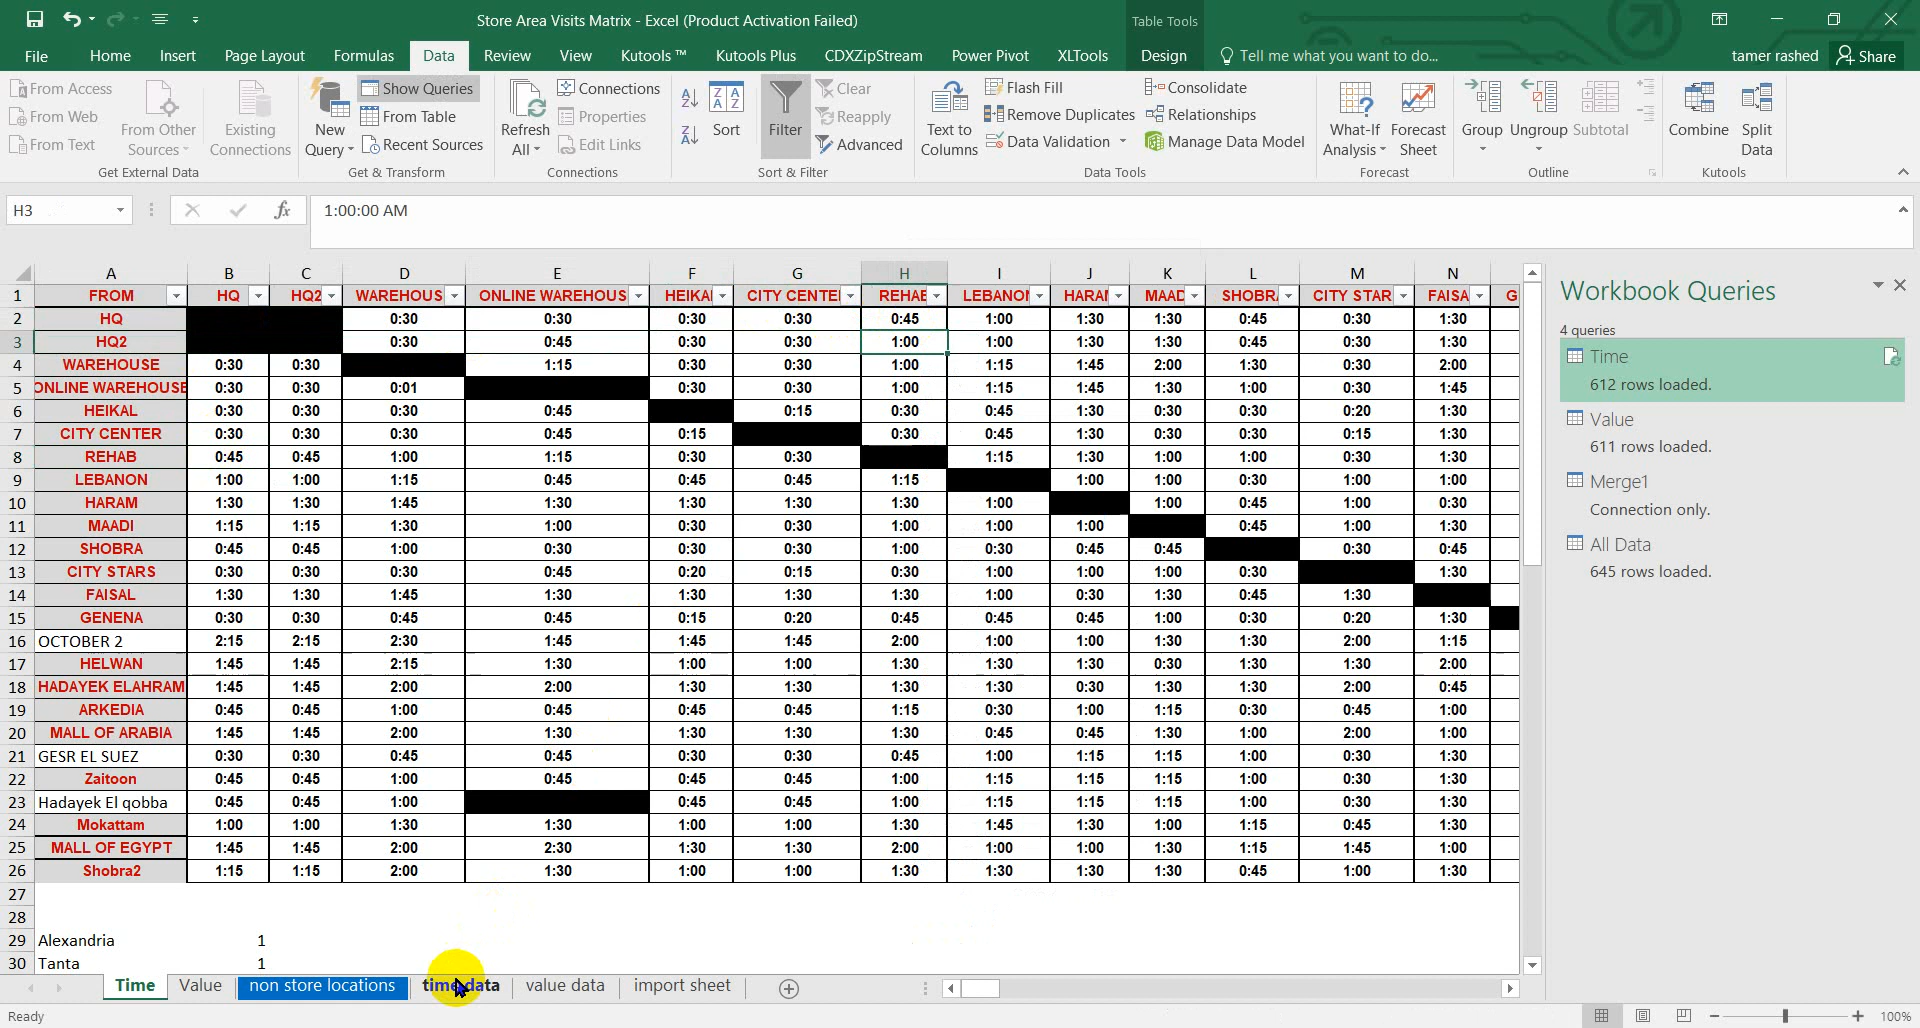 Store Area Visits Matrix - Excel (Product Activation Failed)
Table Tools
File Home Insert Page Layout Formulas Data Review View Kutools ™ Kutools Plus CDXZipStream Power Pivot XLTools Design Tell me what you want to do... tamer rashed Share
From Access
From Web
From Text
From Other Sources
Existing Connections
Get External Data
New Query
Show Queries
From Table
Recent Sources
Get & Transform
Refresh All
Connections
Properties
Edit Links
Connections
Sort
Filter
Clear
Reapply
Advanced
Sort & Filter
Text to Columns
Flash Fill
Remove Duplicates
Data Validation
Consolidate
Relationships
Manage Data Model
Data Tools
What-If Analysis
Forecast Sheet
Forecast
Group
Ungroup
Subtotal
Outline
Combine
Split Data
Kutools
H3 fx 1:00:00 AM
A B C D E F G H I J K L M N
1 FROM HQ HQ2 WAREHOUS ONLINE WAREHOUS HEIKA CITY CENTE REHAB LEBANO HARA MAAD SHOBR CITY STAR FAISA G
2 HQ 0:30 0:30 0:30 0:30 0:45 1:00 1:30 1:30 0:45 0:30 1:30
3 HQ2 0:30 0:45 0:30 0:30 1:00 1:00 1:30 1:30 0:45 0:30 1:30
4 WAREHOUSE 0:30 0:30 1:15 0:30 0:30 1:00 1:15 1:45 2:00 1:30 0:30 2:00
5 ONLINE WAREHOUSE 0:30 0:30 0:01 0:30 0:30 1:00 1:15 1:45 1:30 1:00 0:30 1:45
6 HEIKAL 0:30 0:30 0:30 0:45 0:15 0:30 0:45 1:30 0:30 0:30 0:20 1:30
7 CITY CENTER 0:30 0:30 0:30 0:45 0:15 0:30 0:45 1:30 0:30 0:30 0:15 1:30
8 REHAB 0:45 0:45 1:00 1:15 0:30 0:30 1:15 1:30 1:00 1:00 0:30 1:30
9 LEBANON 1:00 1:00 1:15 0:45 0:45 0:45 1:15 1:00 1:00 0:30 1:00 1:00
10 HARAM 1:30 1:30 1:45 1:30 1:30 1:30 1:30 1:00 1:00 0:45 1:00 0:30
11 MAADI 1:15 1:15 1:30 1:00 0:30 0:30 1:00 1:00 1:00 0:45 1:00 1:30
12 SHOBRA 0:45 0:45 1:00 0:30 0:30 0:30 1:00 0:30 0:45 0:45 0:30 0:45
13 CITY STARS 0:30 0:30 0:30 0:45 0:20 0:15 0:30 1:00 1:00 1:00 0:30 1:30
14 FAISAL 1:30 1:30 1:45 1:30 1:30 1:30 1:30 1:00 0:30 1:30 0:45 1:30
15 GENENA 0:30 0:30 0:45 0:45 0:15 0:20 0:45 0:45 0:45 1:00 0:30 0:20 1:30
16 OCTOBER 2 2:15 2:15 2:30 1:45 1:45 1:45 2:00 1:00 1:00 1:30 1:30 2:00 1:15
17 HELWAN 1:45 1:45 2:15 1:30 1:00 1:00 1:30 1:30 1:30 0:30 1:30 1:30 2:00
18 HADAYEK ELAHRAM 1:45 1:45 2:00 2:00 1:30 1:30 1:30 1:30 0:30 1:30 1:30 2:00 0:45
19 ARKEDIA 0:45 0:45 1:00 0:45 0:45 0:45 1:15 0:30 1:00 1:15 0:30 0:45 1:00
20 MALL OF ARABIA 1:45 1:45 2:00 1:30 1:30 1:30 1:30 0:45 0:45 1:30 1:00 2:00 1:00
21 GESR EL SUEZ 0:30 0:30 0:45 0:45 0:30 0:30 0:45 1:00 1:15 1:15 1:00 0:30 1:30
22 Zaitoon 0:45 0:45 1:00 0:45 0:45 0:45 1:00 1:15 1:15 1:15 1:00 0:30 1:30
23 Hadayek El qobba 0:45 0:45 1:00 0:45 0:45 1:00 1:15 1:15 1:15 1:00 0:30 1:30
24 Mokattam 1:00 1:00 1:30 1:30 1:00 1:00 1:30 1:45 1:30 1:00 1:15 0:45 1:30
25 MALL OF EGYPT 1:45 1:45 2:00 2:30 1:30 1:30 2:00 1:00 1:00 1:30 1:15 1:45 1:00
26 Shobra2 1:15 1:15 2:00 1:30 1:00 1:00 1:30 1:30 1:30 1:30 0:45 1:00 1:30
27
28
29 Alexandria 1
30 Tanta 1
Workbook Queries
4 queries
Time
612 rows loaded.
Value
611 rows loaded.
Merge1
Connection only.
All Data
645 rows loaded.
Time Value non store locations time data value data import sheet
Ready
100%